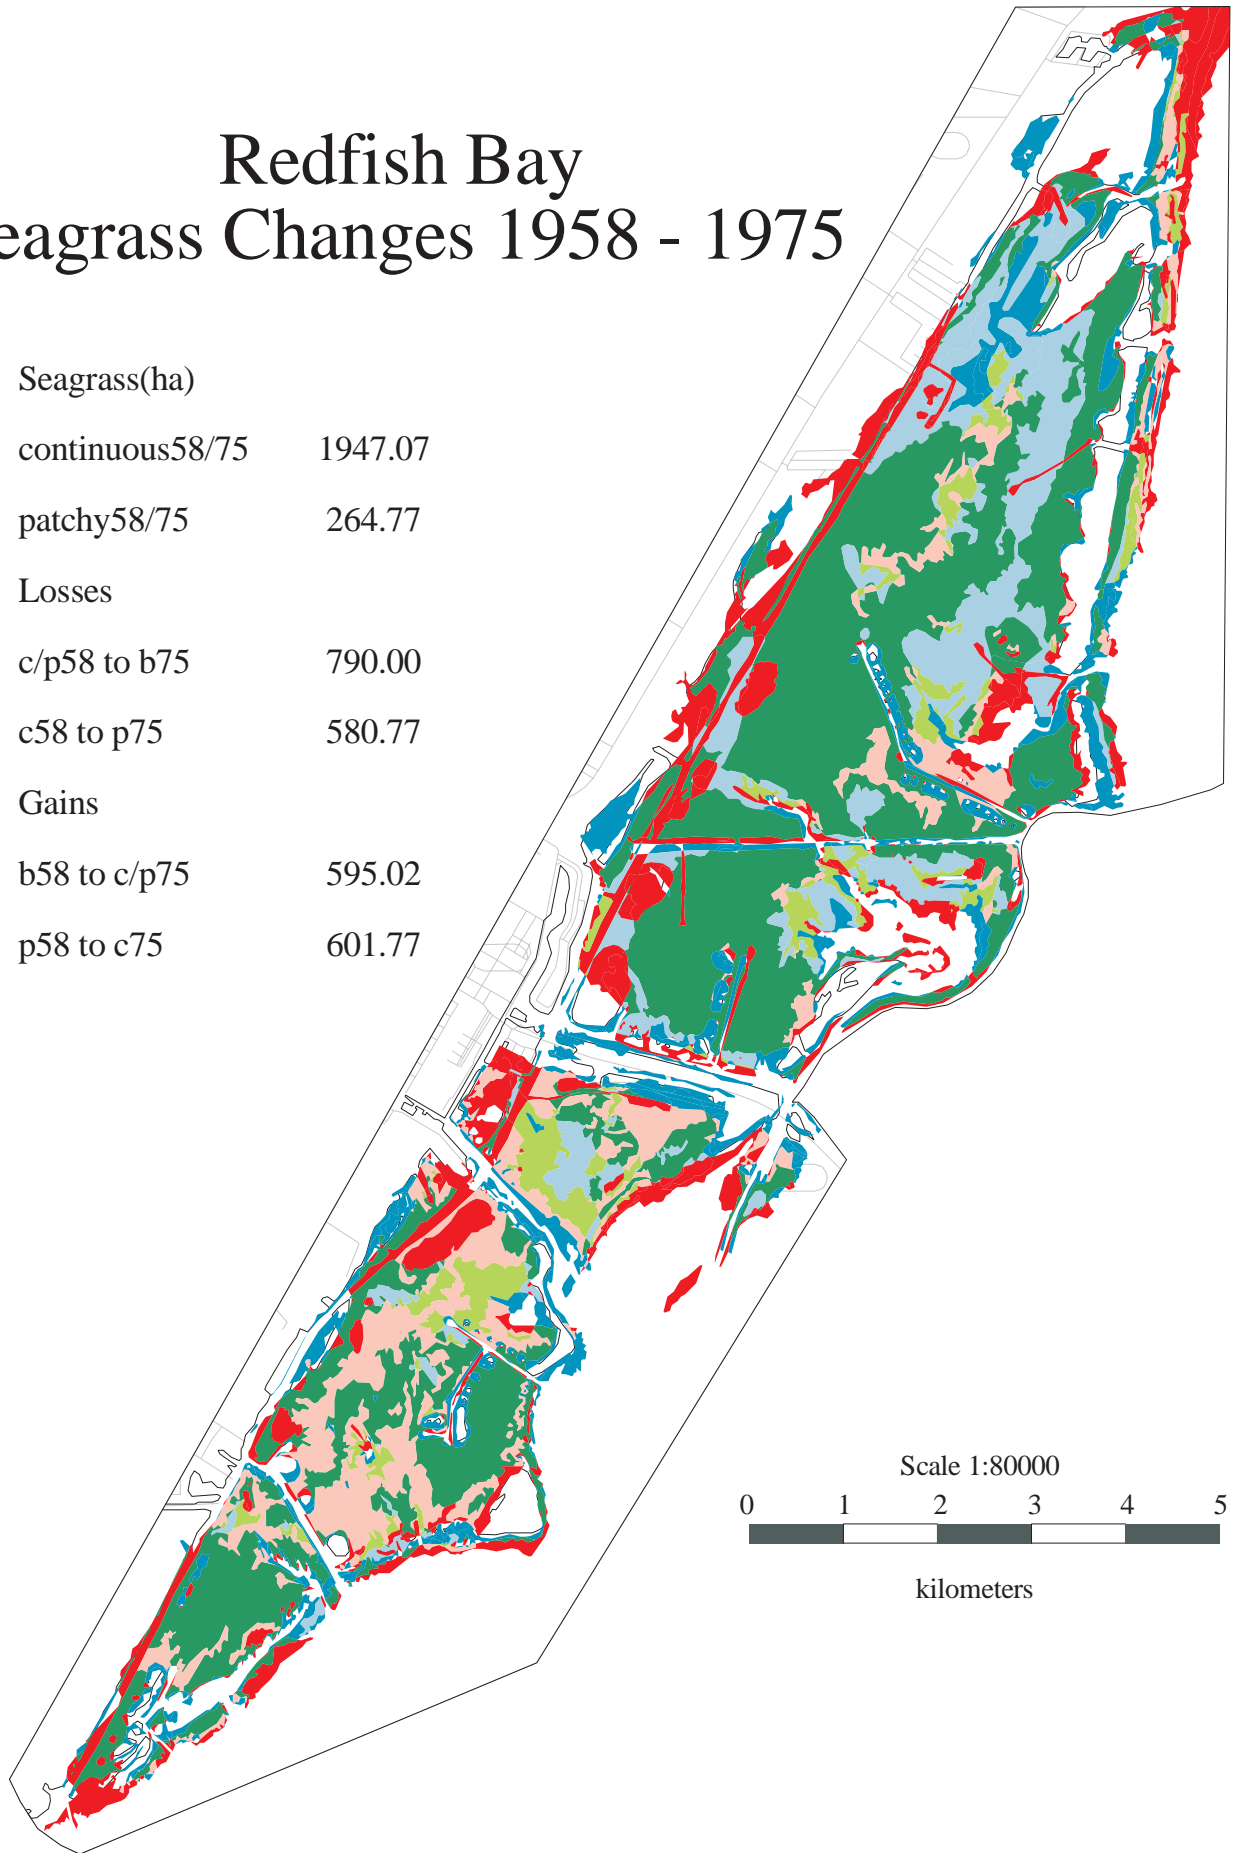 Redfish Bay
eagrass Changes 1958 - 1975
Seagrass(ha)
continuous58/75 1947.07
patchy58/75 264.77
Losses
c/p58 to b75 790.00
c58 to p75 580.77
Gains
b58 to c/p75 595.02
p58 to c75 601.77
Scale 1:80000
0 1 2 3 4 5
kilometers